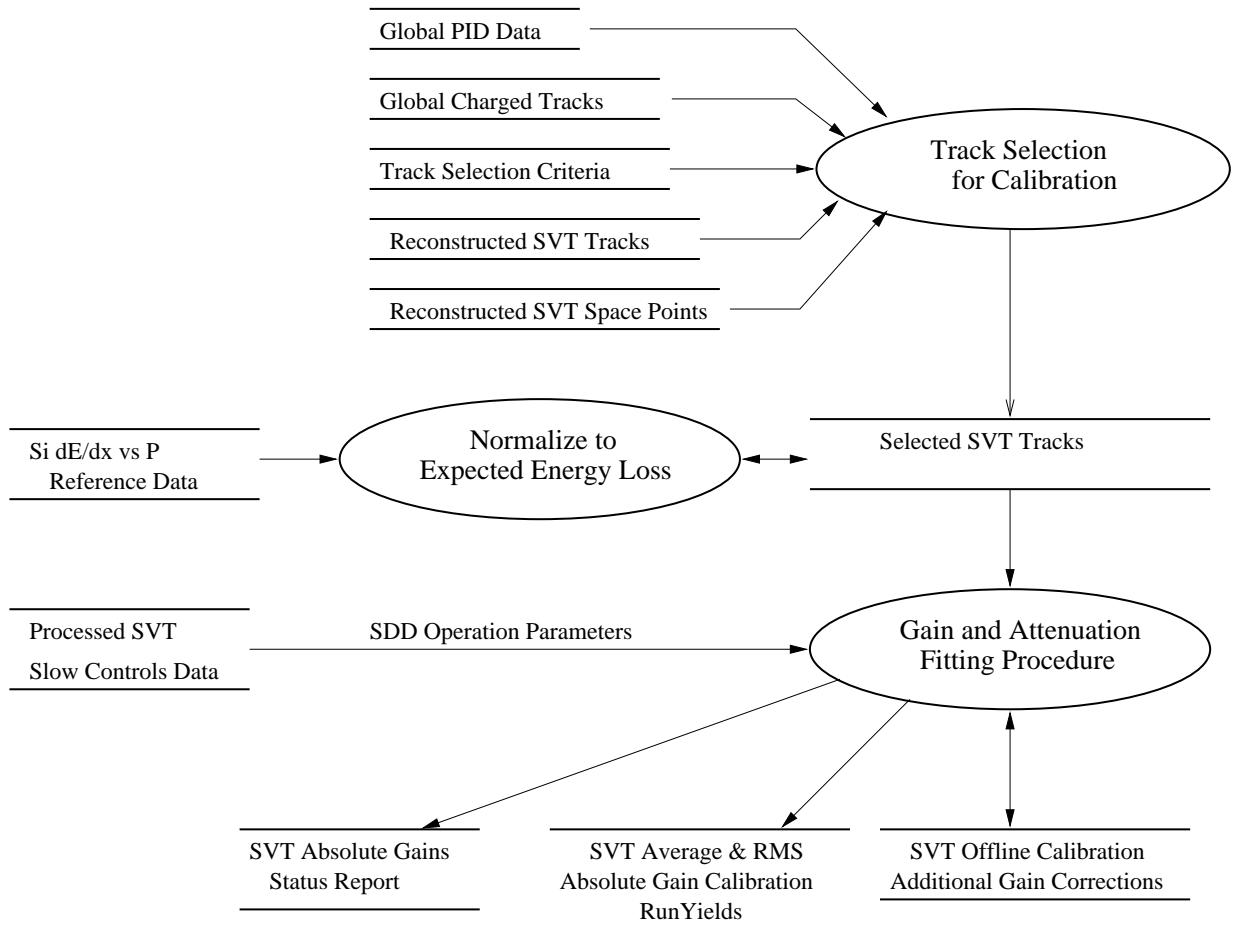 Global PID Data
Global Charged Tracks
Track Selection Criteria
Reconstructed SVT Tracks
Reconstructed SVT Space Points
Track Selection
for Calibration
Si dE/dx vs P
Reference Data
Normalize to
Expected Energy Loss
Selected SVT Tracks
Processed SVT
Slow Controls Data
SDD Operation Parameters
Gain and Attenuation
Fitting Procedure
SVT Absolute Gains
Status Report
SVT Average & RMS
Absolute Gain Calibration
RunYields
SVT Offline Calibration
Additional Gain Corrections